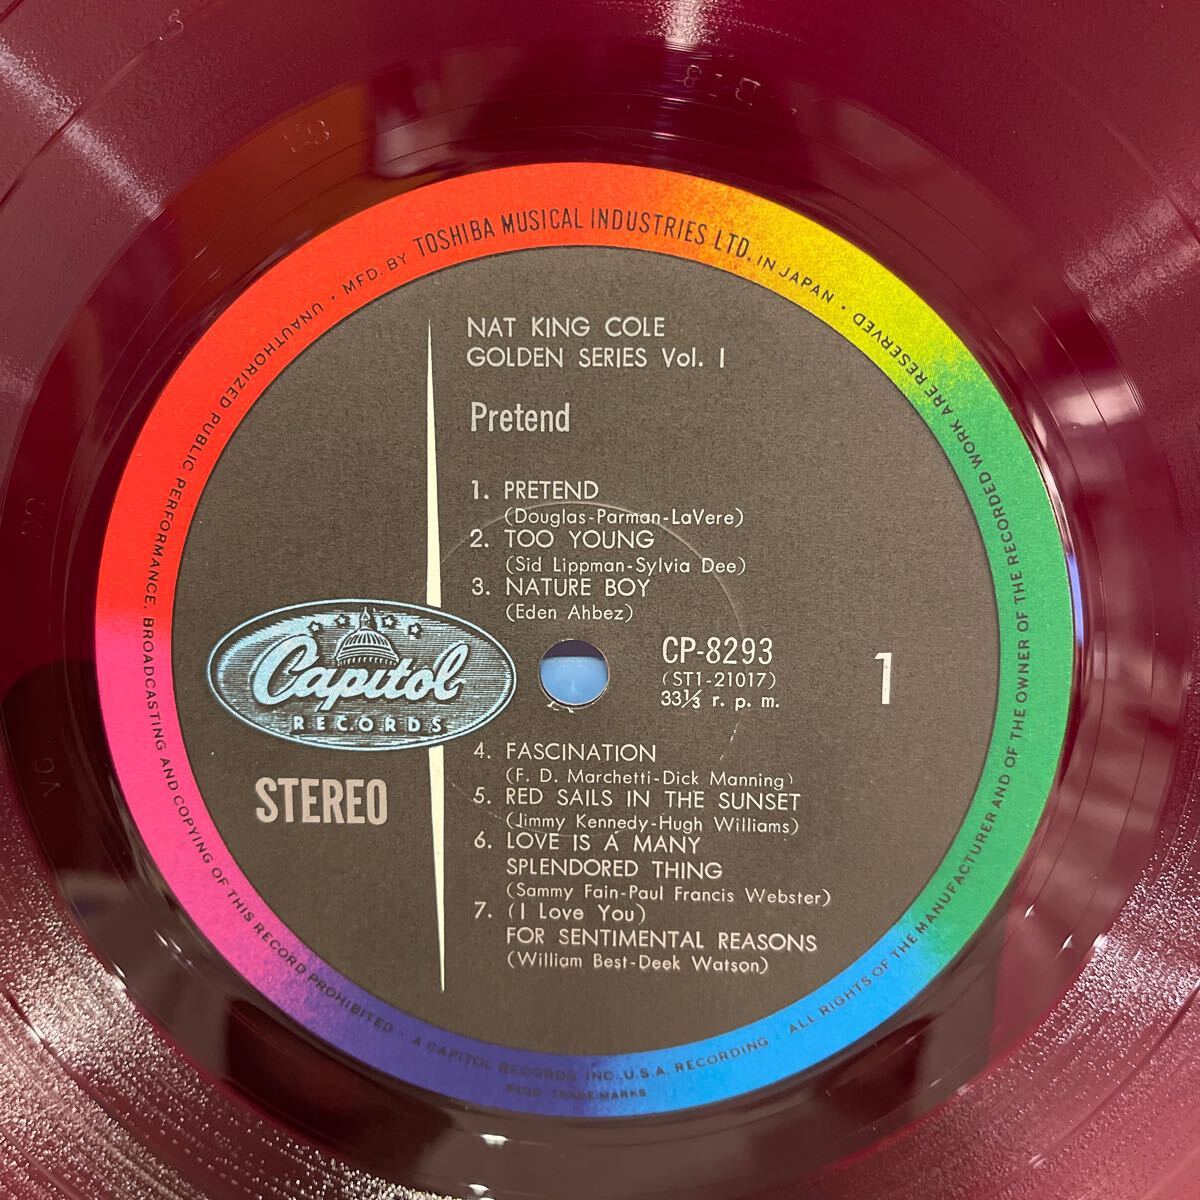 MFD. BY TOSHIBA MUSICAL INDUSTRIES LTD. IN JAPAN · ALL RIGHTS OF THE MANUFACTURER AND OF THE OWNER OF THE RECORDED WORK ARE RESERVED ·
UNAUTHORIZED PUBLIC PERFORMANCE, BROADCASTING AND COPYING OF THIS RECORD PROHIBITED · A CAPITOL RECORDS, INC., U.S.A. RECORDING ·
TRADE-MARKS
NAT KING COLE
GOLDEN SERIES Vol. 1
Pretend
1. PRETEND
(Douglas-Parman-LaVere)
2. TOO YOUNG
(Sid Lippman-Sylvia Dee)
3. NATURE BOY
(Eden Ahbez)
Capitol
RECORDS
STEREO
CP-8293
(ST1-21017)
33⅓ r. p. m.
1
4. FASCINATION
(F. D. Marchetti-Dick Manning)
5. RED SAILS IN THE SUNSET
(Jimmy Kennedy-Hugh Williams)
6. LOVE IS A MANY
SPLENDORED THING
(Sammy Fain-Paul Francis Webster)
7. (I Love You)
FOR SENTIMENTAL REASONS
(William Best-Deek Watson)